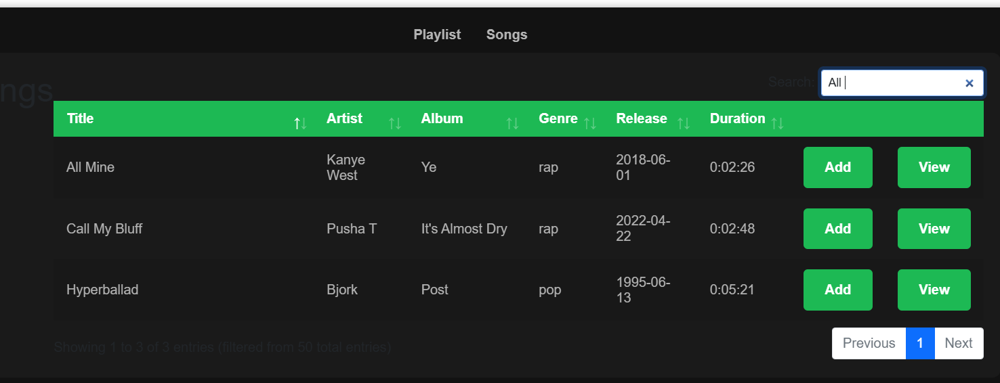 Playlist Songs
ngs
Search: All
Title Artist Album Genre Release Duration
All Mine Kanye West Ye rap 2018-06-01 0:02:26 Add View
Call My Bluff Pusha T It's Almost Dry rap 2022-04-22 0:02:48 Add View
Hyperballad Bjork Post pop 1995-06-13 0:05:21 Add View
Showing 1 to 3 of 3 entries (filtered from 50 total entries)
Previous 1 Next